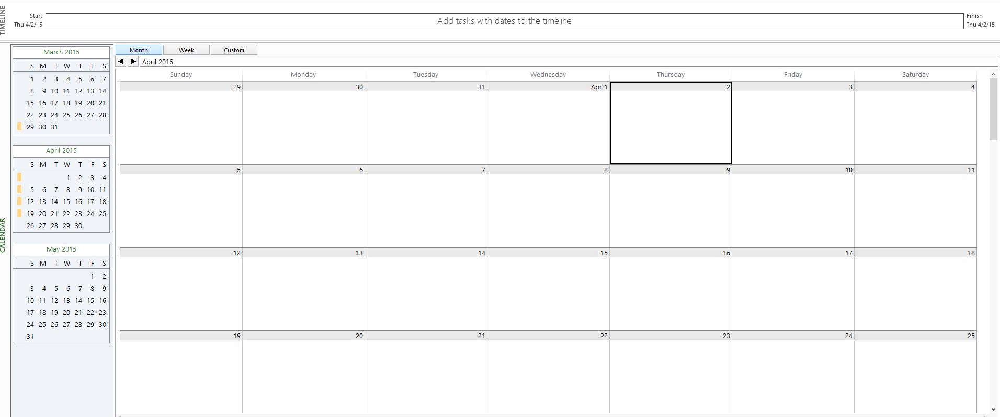 TIMELINE
Start
Thu 4/2/15
Add tasks with dates to the timeline
Finish
Thu 4/2/15
CALENDAR
March 2015
S M T W T F S
1 2 3 4 5 6 7
8 9 10 11 12 13 14
15 16 17 18 19 20 21
22 23 24 25 26 27 28
29 30 31
April 2015
S M T W T F S
1 2 3 4
5 6 7 8 9 10 11
12 13 14 15 16 17 18
19 20 21 22 23 24 25
26 27 28 29 30
May 2015
S M T W T F S
1 2
3 4 5 6 7 8 9
10 11 12 13 14 15 16
17 18 19 20 21 22 23
24 25 26 27 28 29 30
31
Month Week Custom
April 2015
Sunday Monday Tuesday Wednesday Thursday Friday Saturday
29 30 31 Apr 1 2 3 4
5 6 7 8 9 10 11
12 13 14 15 16 17 18
19 20 21 22 23 24 25